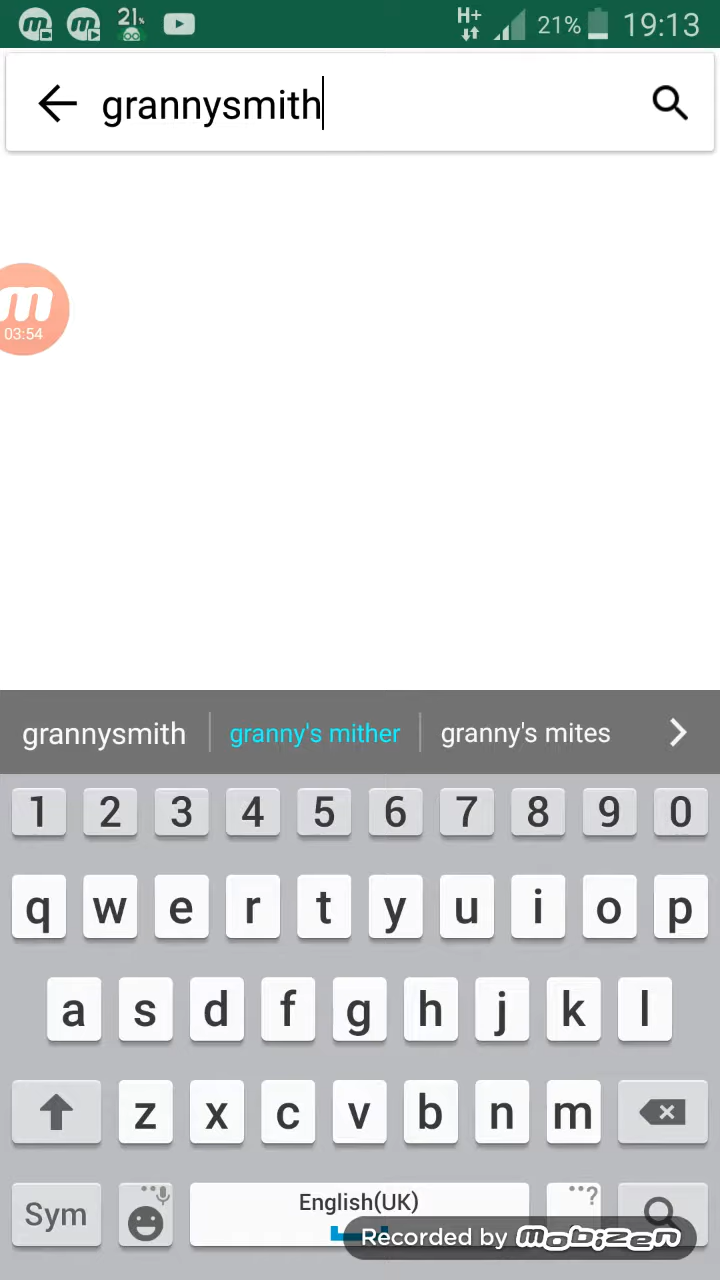 21% H+ 21% 19:13
grannysmith
m
03:54
grannysmith granny's mither granny's mites
1 2 3 4 5 6 7 8 9 0
q w e r t y u i o p
a s d f g h j k l
z x c v b n m
Sym English(UK) ..?
Recorded by mobizen